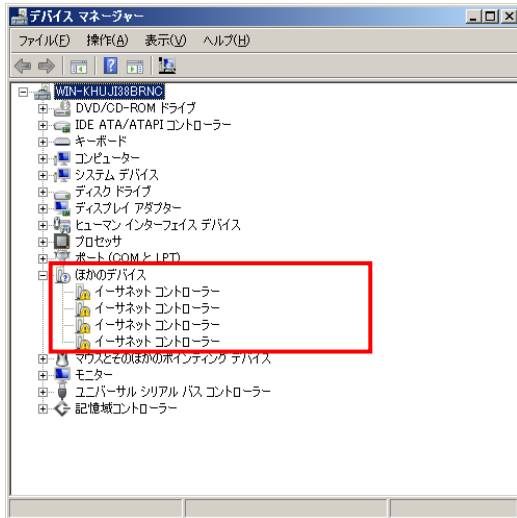 デバイス マネージャー
ファイル(F) 操作(A) 表示(V) ヘルプ(H)
WIN-KHUJI38BRNC
DVD/CD-ROM ドライブ
IDE ATA/ATAPI コントローラー
キーボード
コンピューター
システム デバイス
ディスク ドライブ
ディスプレイ アダプター
ヒューマン インターフェイス デバイス
プロセッサ
ポート (COM と LPT)
ほかのデバイス
イーサネット コントローラー
イーサネット コントローラー
イーサネット コントローラー
イーサネット コントローラー
マウスとそのほかのポインティング デバイス
モニター
ユニバーサル シリアル バス コントローラー
記憶域コントローラー